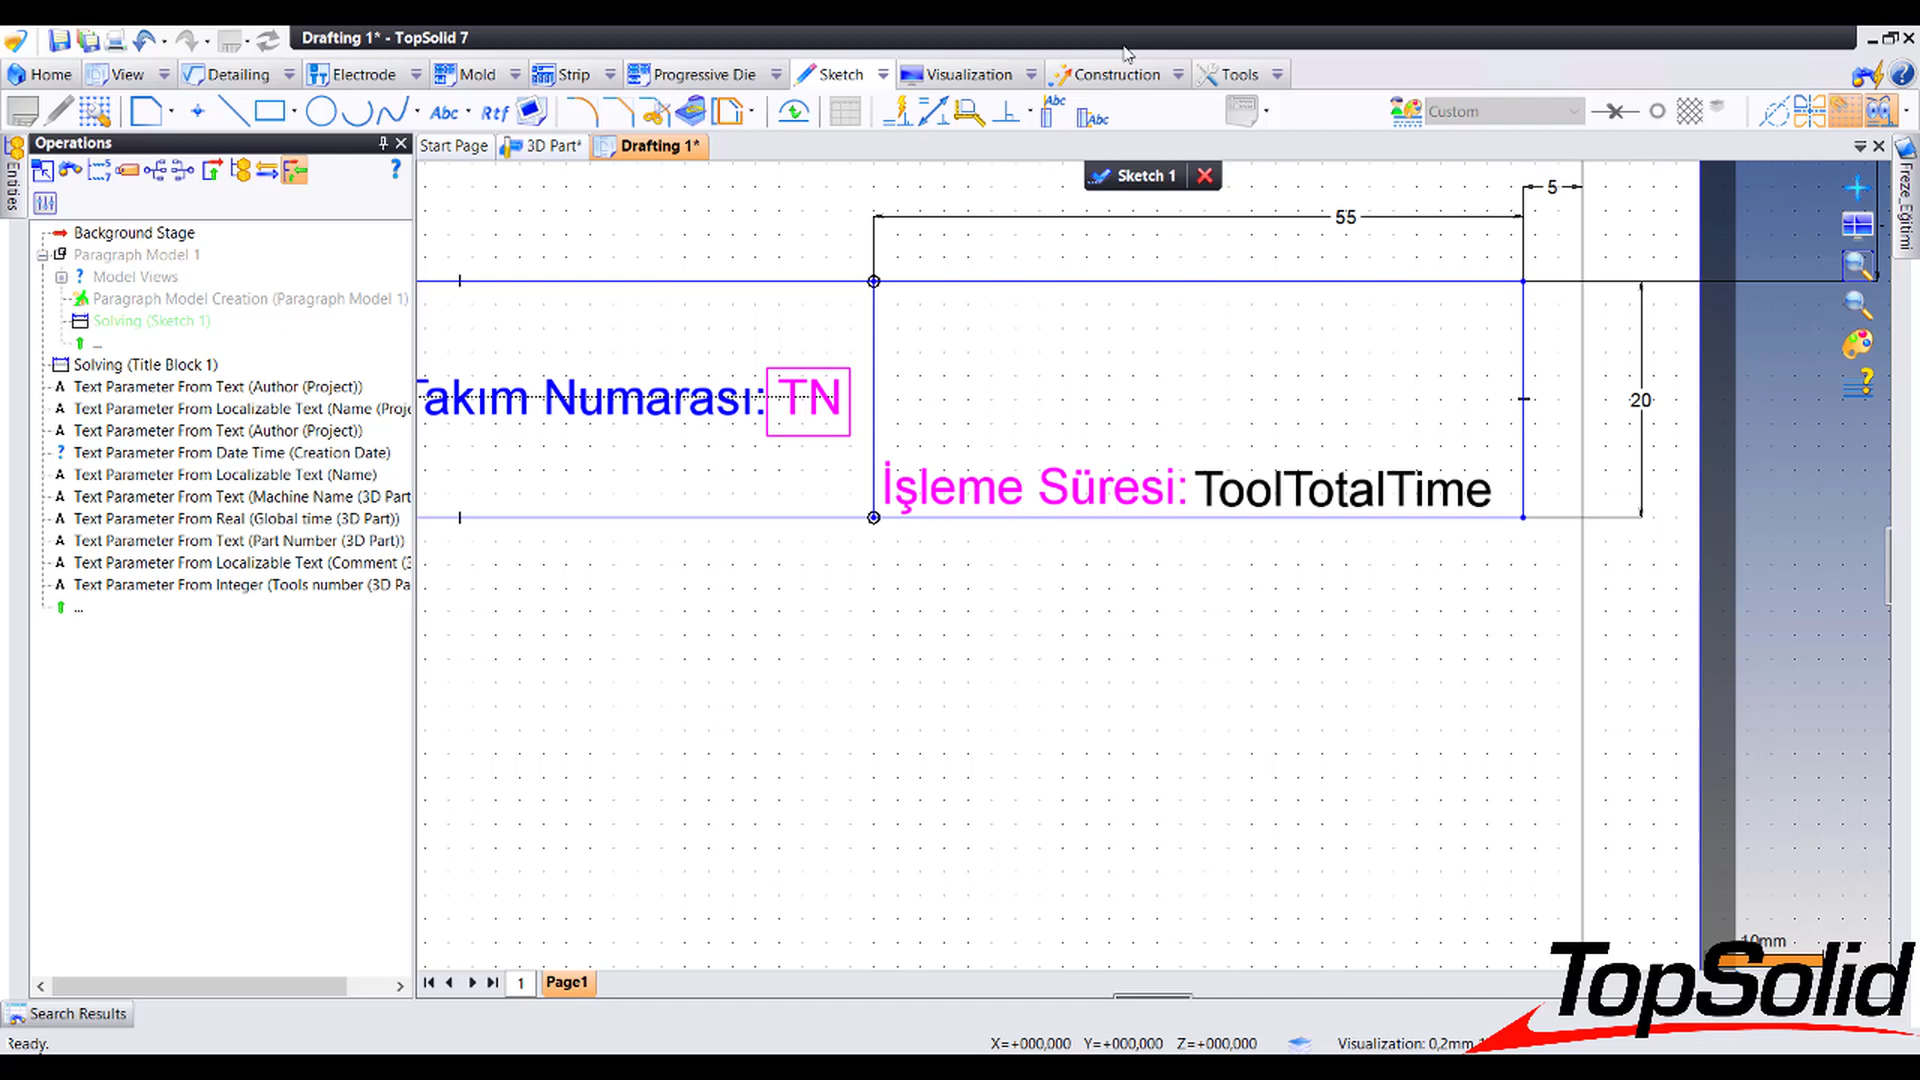 Drafting 1* - TopSolid 7
Home View Detailing Electrode Mold Strip Progressive Die Sketch Visualization Construction Tools
Abc Rtf Abc Abc Custom
Operations
Start Page 3D Part* Drafting 1*
Entities
Freze_Eğitimi
Sketch 1
Background Stage
Paragraph Model 1
Model Views
Paragraph Model Creation (Paragraph Model 1)
Solving (Sketch 1)
...
Solving (Title Block 1)
Text Parameter From Text (Author (Project))
Text Parameter From Localizable Text (Name (Proje
Text Parameter From Text (Author (Project))
Text Parameter From Date Time (Creation Date)
Text Parameter From Localizable Text (Name)
Text Parameter From Text (Machine Name (3D Part
Text Parameter From Real (Global time (3D Part))
Text Parameter From Text (Part Number (3D Part))
Text Parameter From Localizable Text (Comment (3
Text Parameter From Integer (Tools number (3D Pa
...
5
55
20
Takım Numarası: TN
İşleme Süresi: ToolTotalTime
10mm
1 Page1
TopSolid
Search Results
Ready.
X=+000,000 Y=+000,000 Z=+000,000 Visualization: 0,2mm